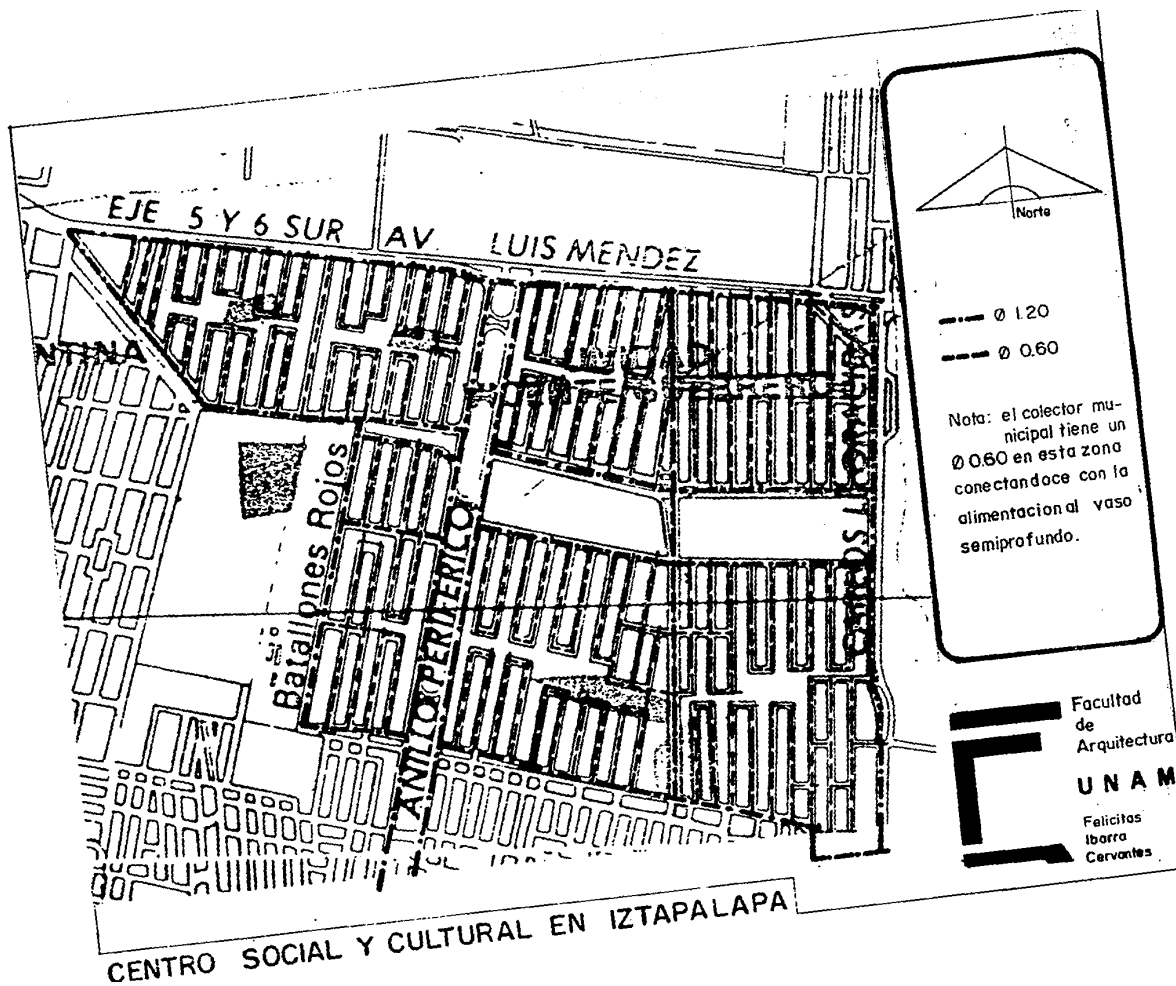 EJE 5 Y 6 SUR AV. LUIS MENDEZ
Batallones Rojos
ANILLO PERIFERICO
Norte
Ø 1.20
Ø 0.60
Nota: el colector mu-
nicipal tiene un
Ø 0.60 en esta zona
conectandoce con la
alimentacion al vaso
semiprofundo.
Facultad
de
Arquitectura
UNAM
Felicitas
Ibarra
Cervantes
CENTRO SOCIAL Y CULTURAL EN IZTAPALAPA